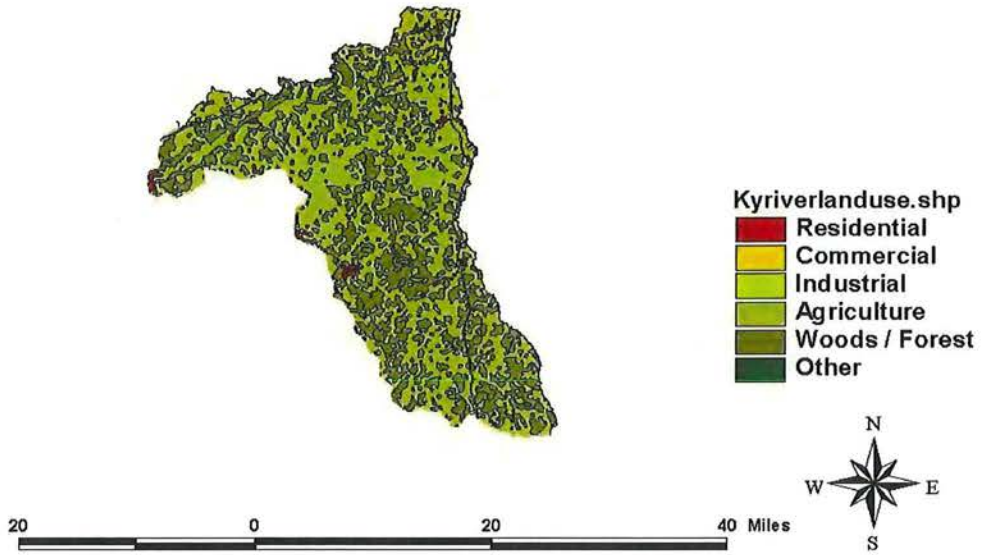 Kyriverlanduse.shp
Residential
Commercial
Industrial
Agriculture
Woods / Forest
Other
N
W E
S
20 0 20 40 Miles